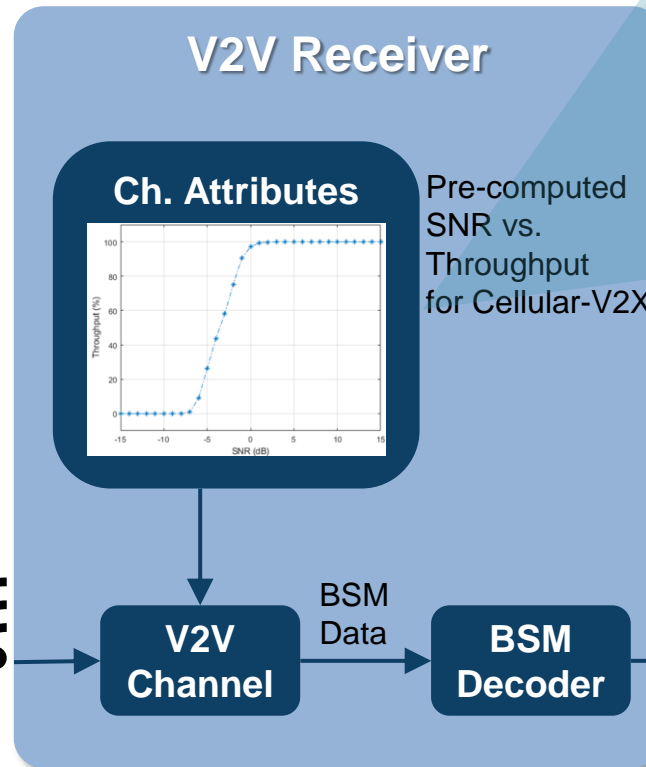 V2V Receiver
Ch. Attributes
Pre-computed
SNR vs.
Throughput
for Cellular-V2X
Throughput (%)
100
80
60
40
20
0
-15 -10 -5 0 5 10 15
SNR (dB)
BSM
Data
V2V
Channel
BSM
Decoder